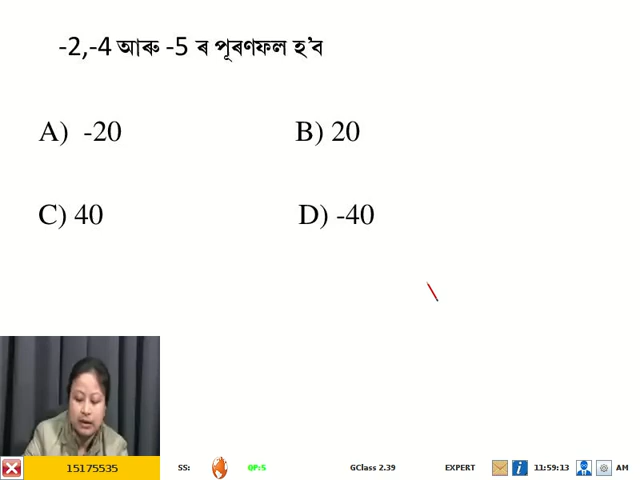 -2,-4 আৰু -5 ৰ পূৰণফল হ'ব
A) -20 B) 20
C) 40 D) -40
15175535 SS: QP:5 GClass 2.39 EXPERT 11:59:13 AM